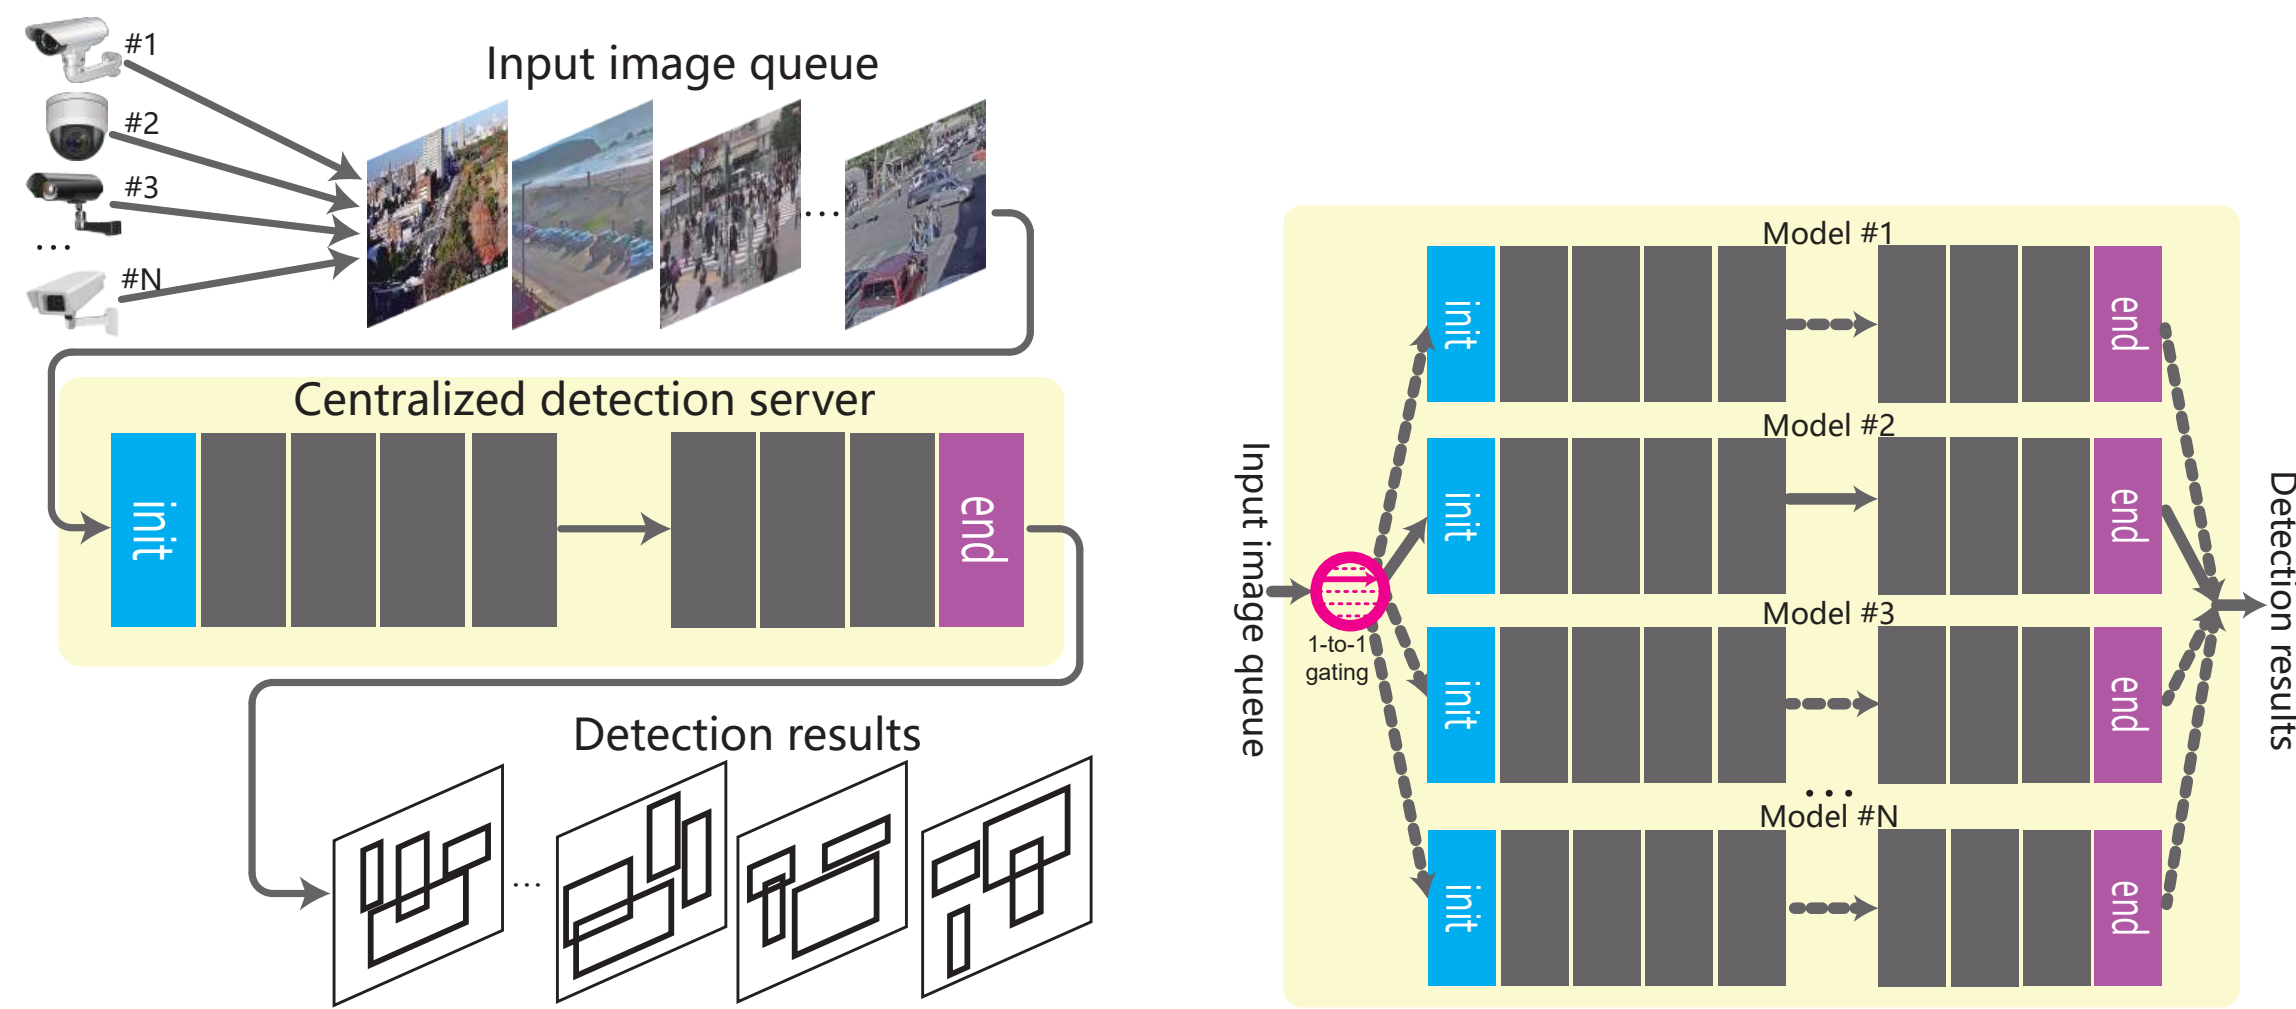 #1
#2
#3
...
#N
Input image queue
...
Centralized detection server
init
end
Detection results
...
Input image queue
1-to-1
gating
Model #1
init
end
Model #2
init
end
Model #3
init
end
...
Model #N
init
end
Detection results